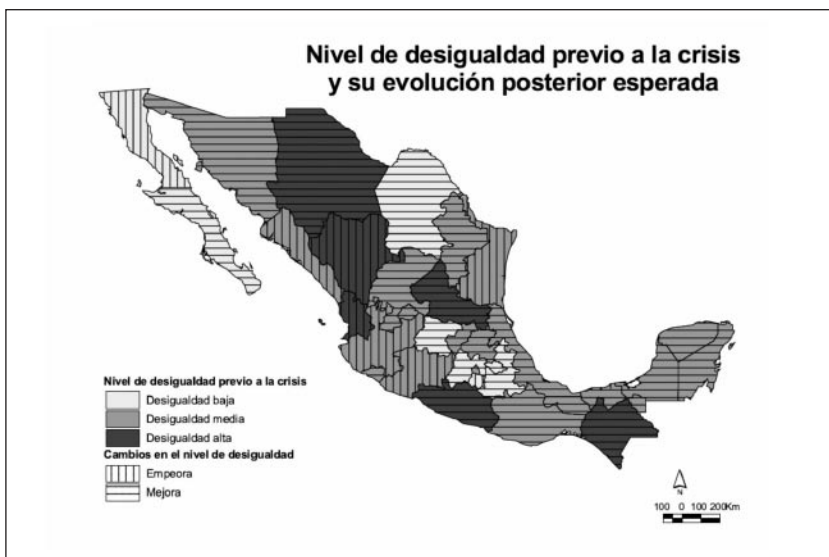 Nivel de desigualdad previo a la crisis
y su evolución posterior esperada
Nivel de desigualdad previo a la crisis
Desigualdad baja
Desigualdad media
Desigualdad alta
Cambios en el nivel de desigualdad
Empeora
Mejora
N
100 0 100 200Km